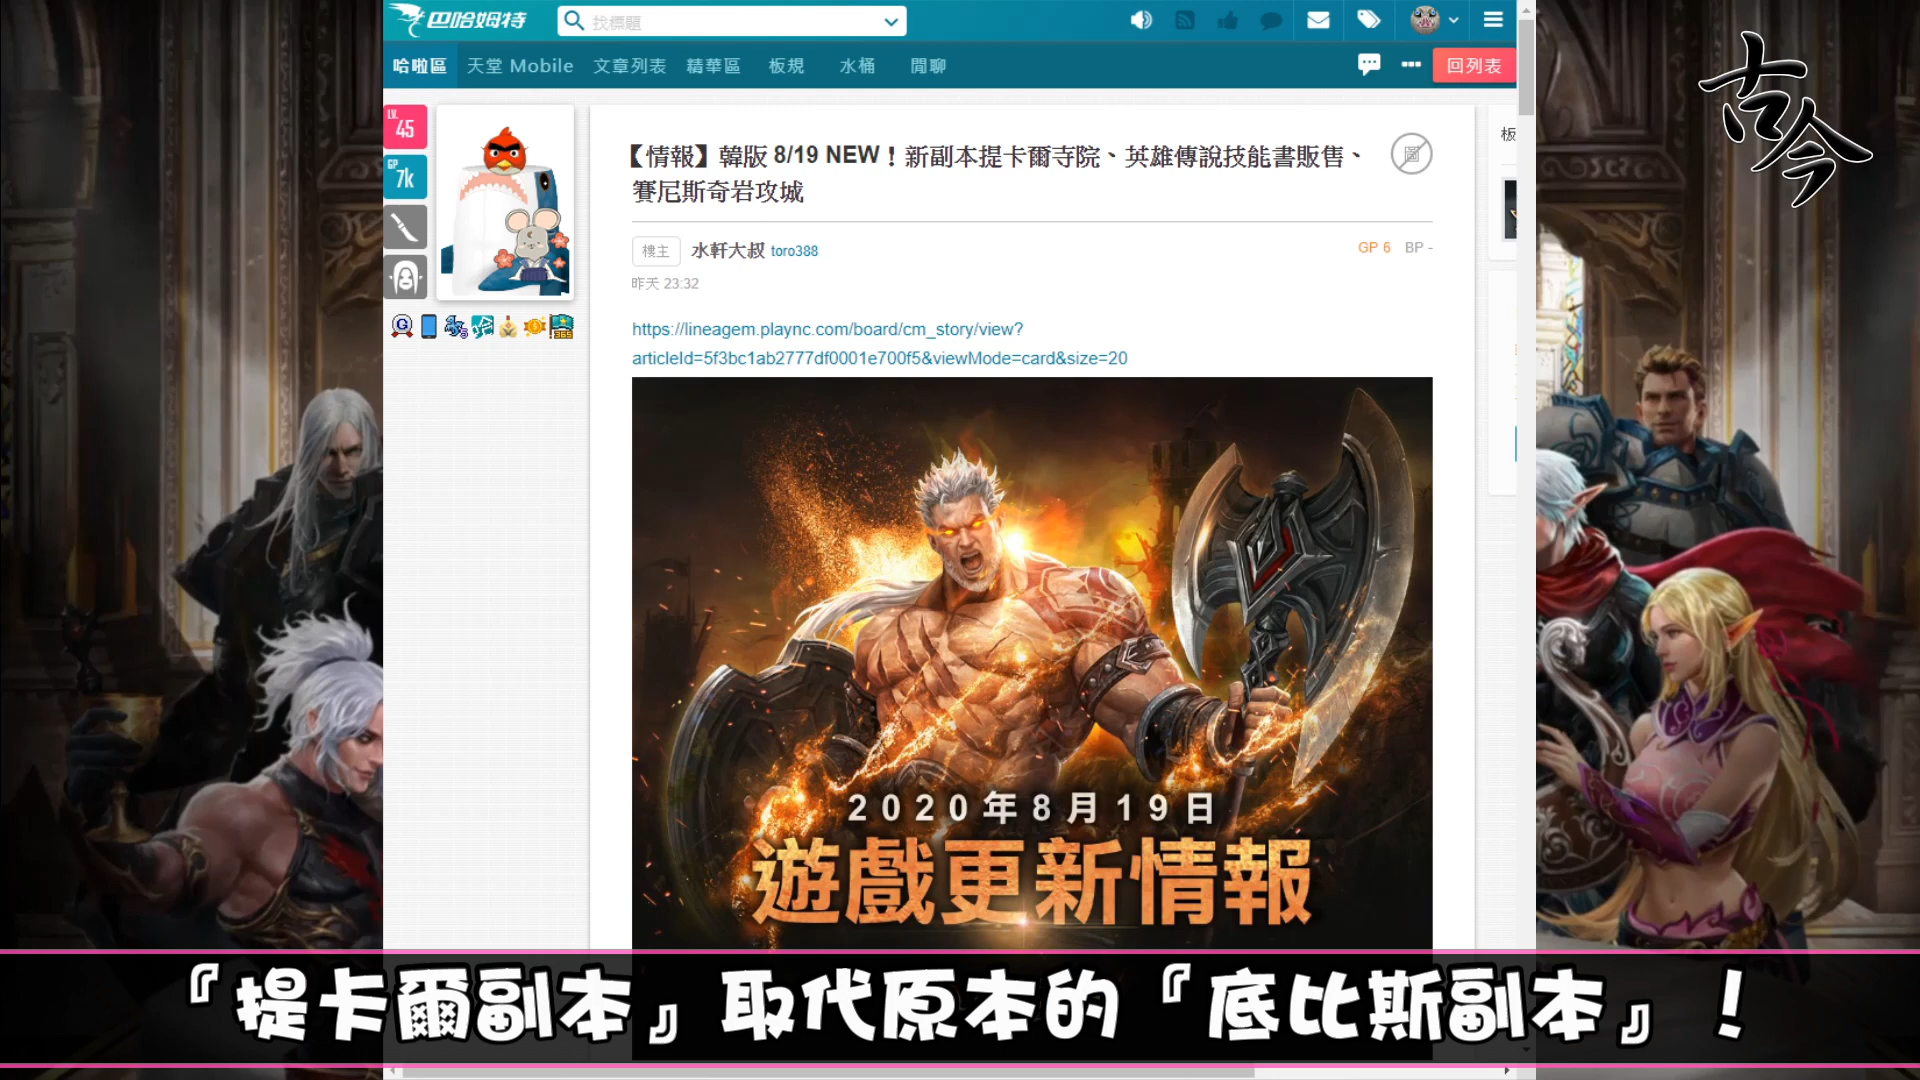 巴哈姆特
找標題
哈啦區 天堂 Mobile 文章列表 精華區 板規 水桶 閒聊 回列表
LV. 45
GP 7k
【情報】韓版 8/19 NEW！新副本提卡爾寺院、英雄傳說技能書販售、
賽尼斯奇岩攻城
板
古今
樓主 水軒大叔 toro388
GP 6 BP -
昨天 23:32
https://lineagem.plaync.com/board/cm_story/view?
articleId=5f3bc1ab2777df0001e700f5&viewMode=card&size=20
2020年8月19日
遊戲更新情報
『提卡爾副本』取代原本的『底比斯副本』！